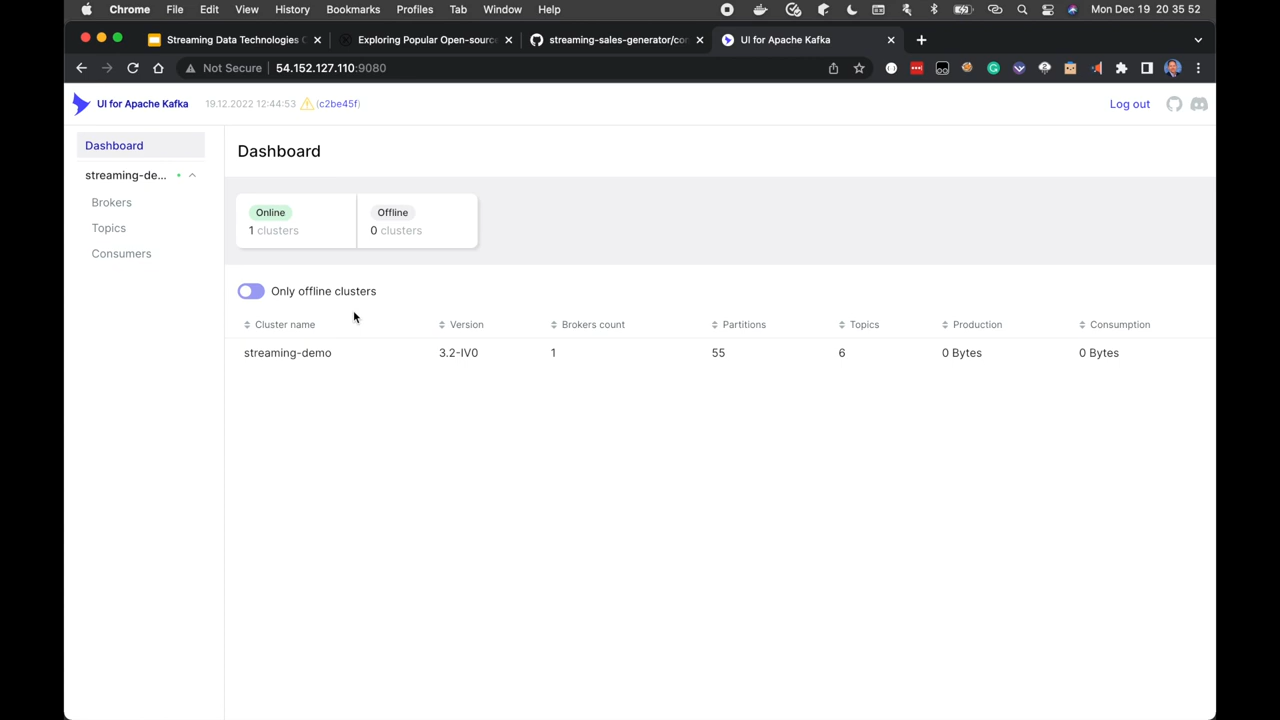 Chrome File Edit View History Bookmarks Profiles Tab Window Help Mon Dec 19 20 35 52
Streaming Data Technologies Exploring Popular Open-source streaming-sales-generator/con UI for Apache Kafka
Not Secure 54.152.127.110:9080
UI for Apache Kafka 19.12.2022 12:44:53 (c2be45f) Log out
Dashboard
streaming-de...
Brokers
Topics
Consumers
Dashboard
Online Offline
1 clusters 0 clusters
Only offline clusters
Cluster name Version Brokers count Partitions Topics Production Consumption
streaming-demo 3.2-IV0 1 55 6 0 Bytes 0 Bytes